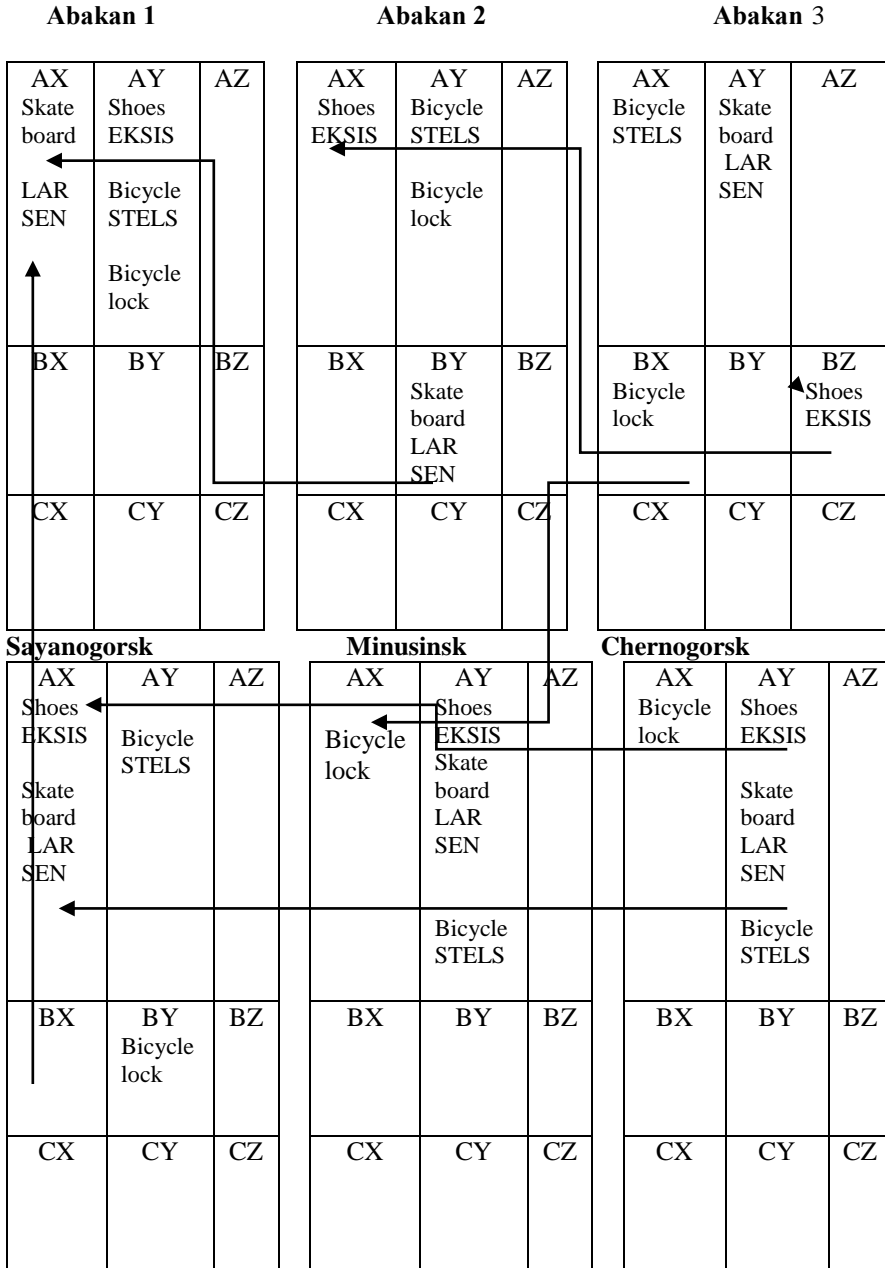 Abakan 1 Abakan 2 Abakan 3
AX AY AZ
Skate Shoes
board EKSIS
LAR Bicycle
SEN STELS
Bicycle
lock
BX BY BZ
CX CY CZ
AX AY AZ
Shoes Bicycle
EKSIS STELS
Bicycle
lock
BX BY BZ
Skate
board
LAR
SEN
CX CY CZ
AX AY AZ
Bicycle Skate
STELS board
LAR
SEN
BX BY BZ
Bicycle Shoes
lock EKSIS
CX CY CZ
Sayanogorsk Minusinsk Chernogorsk
AX AY AZ
Shoes
EKSIS Bicycle
STELS
Skate
board
LAR
SEN
BX BY BZ
Bicycle
lock
CX CY CZ
AX AY AZ
Shoes
Bicycle EKSIS
lock Skate
board
LAR
SEN
Bicycle
STELS
BX BY BZ
CX CY CZ
AX AY AZ
Bicycle Shoes
lock EKSIS
Skate
board
LAR
SEN
Bicycle
STELS
BX BY BZ
CX CY CZ